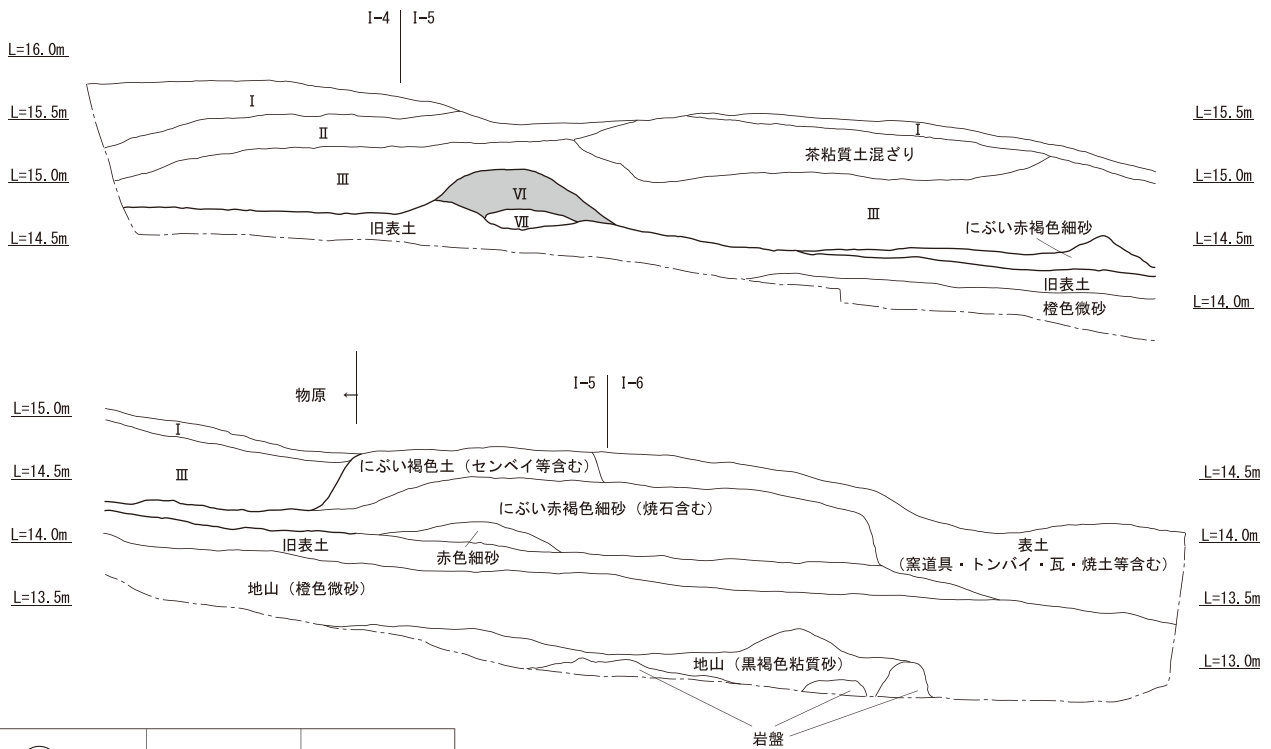 I-4 I-5
L=16.0m
L=15.5m
L=15.0m
L=14.5m
I
II
III
VI
VII
旧表土
I
茶粘質土混ざり
III
にぶい赤褐色細砂
旧表土
橙色微砂
L=15.5m
L=15.0m
L=14.5m
L=14.0m
物原 ←
I-5 I-6
L=15.0m
L=14.5m
L=14.0m
L=13.5m
I
III
にぶい褐色土（センベイ等含む）
にぶい赤褐色細砂（焼石含む）
旧表土
赤色細砂
表土
（窯道具・トンバイ・瓦・焼土等含む）
地山（橙色微砂）
地山（黒褐色粘質砂）
岩盤
L=14.5m
L=14.0m
L=13.5m
L=13.0m